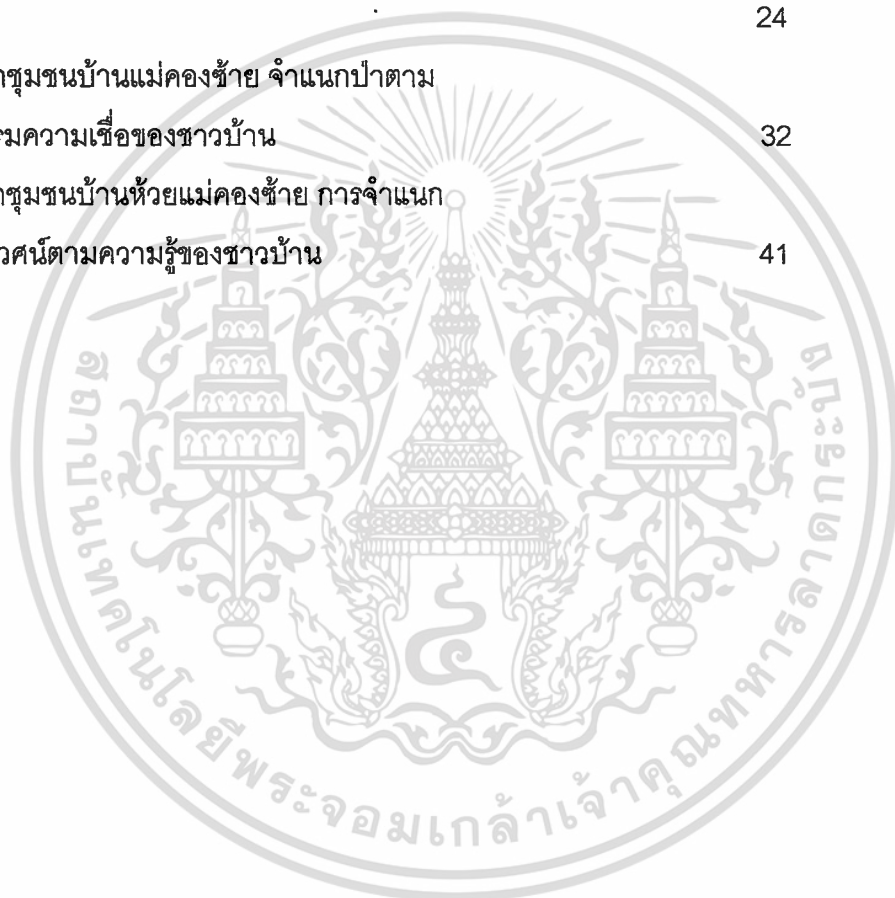 24
าชุมชนบ้านแม่คองซ้าย จำแนกป่าตาม
รมความเชื่อของชาวบ้าน 32
าชุมชนบ้านห้วยแม่คองซ้าย การจำแนก
วศน์ตามความรู้ของชาวบ้าน 41
สถาบันเทคโนโลยีพระจอมเกล้าเจ้าคุณทหารลาดกระบัง
๔